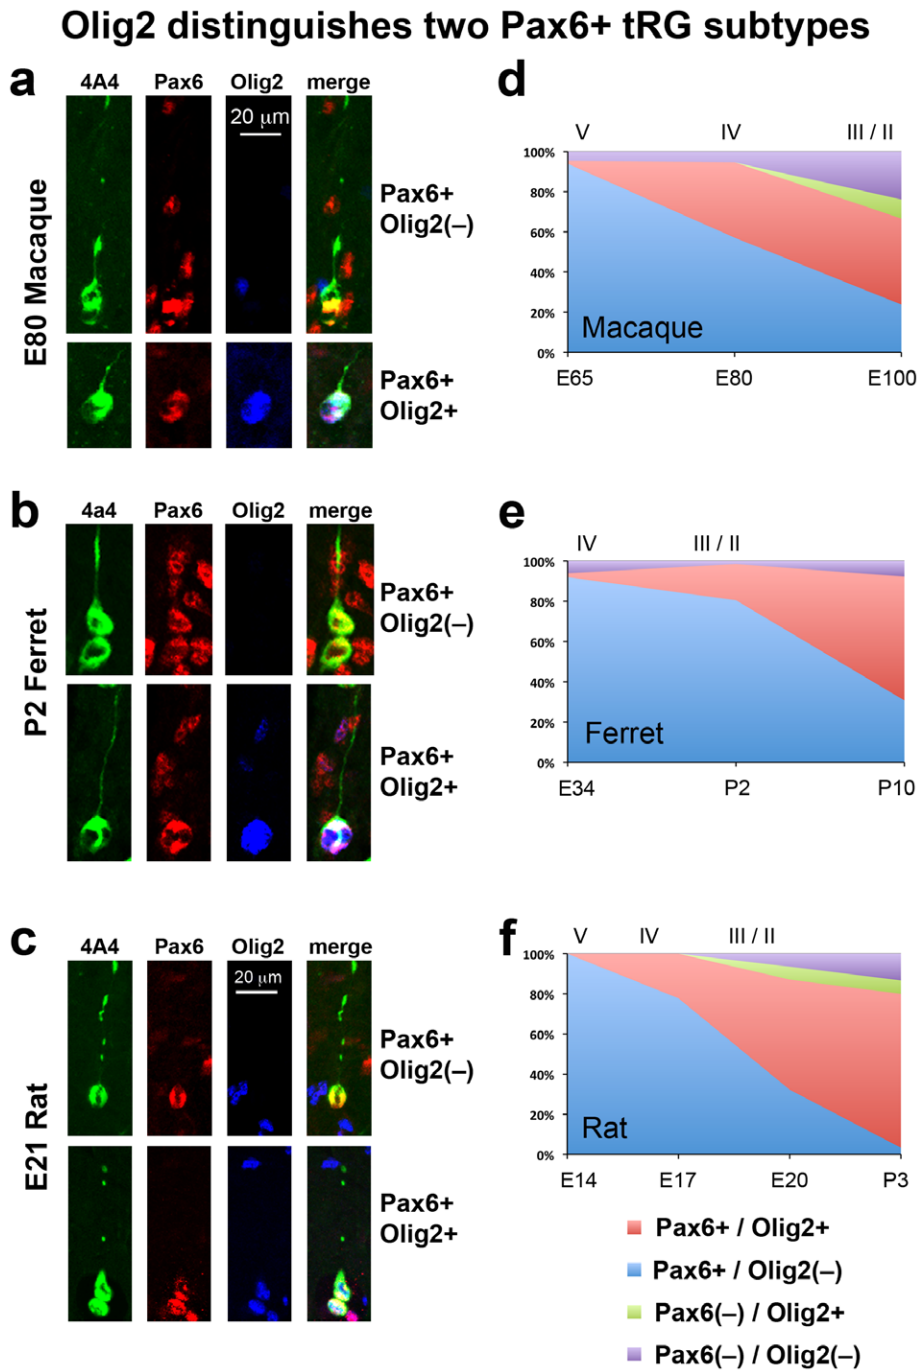 Olig2 distinguishes two Pax6+ tRG subtypes
a
4A4 Pax6 Olig2 merge
20 μm
Pax6+
Olig2(–)
Pax6+
Olig2+
E80 Macaque
d
V IV III / II
100%
80%
60%
40%
20%
0%
Macaque
E65 E80 E100
b
4a4 Pax6 Olig2 merge
Pax6+
Olig2(–)
Pax6+
Olig2+
P2 Ferret
e
IV III / II
100%
80%
60%
40%
20%
0%
Ferret
E34 P2 P10
c
4A4 Pax6 Olig2 merge
20 μm
Pax6+
Olig2(–)
Pax6+
Olig2+
E21 Rat
f
V IV III / II
100%
80%
60%
40%
20%
0%
Rat
E14 E17 E20 P3
Pax6+ / Olig2+
Pax6+ / Olig2(–)
Pax6(–) / Olig2+
Pax6(–) / Olig2(–)